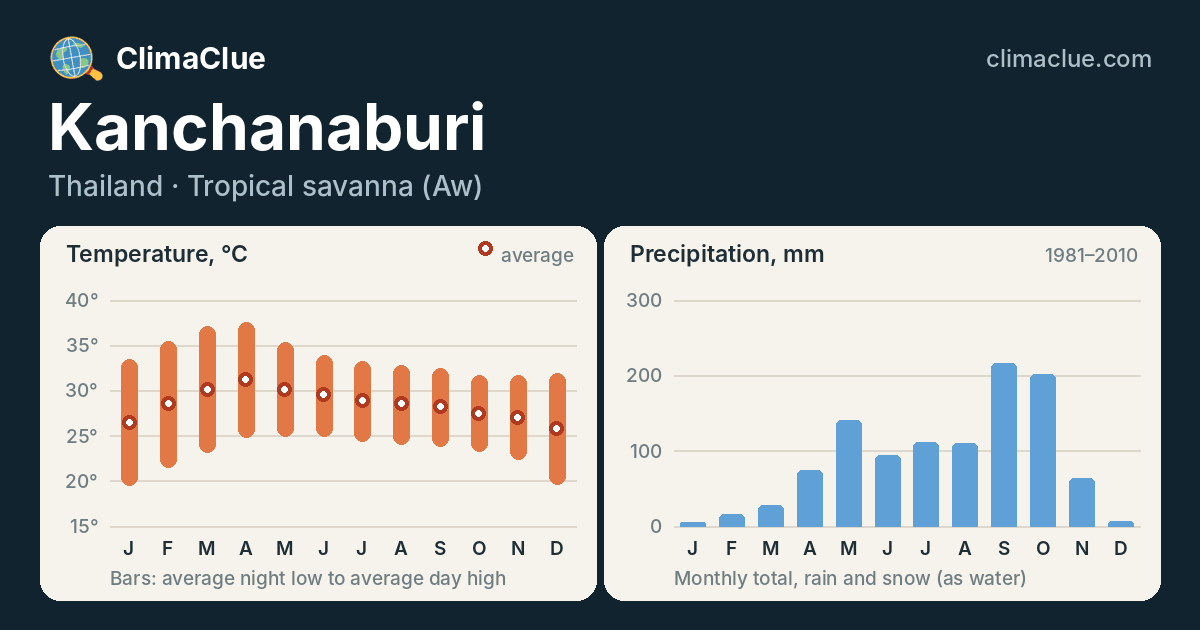 ClimaClue
climaclue.com
Kanchanaburi
Thailand · Tropical savanna (Aw)
Temperature, °C
average
40°
35°
30°
25°
20°
15°
J F M A M J J A S O N D
Bars: average night low to average day high
Precipitation, mm
1981–2010
300
200
100
0
J F M A M J J A S O N D
Monthly total, rain and snow (as water)